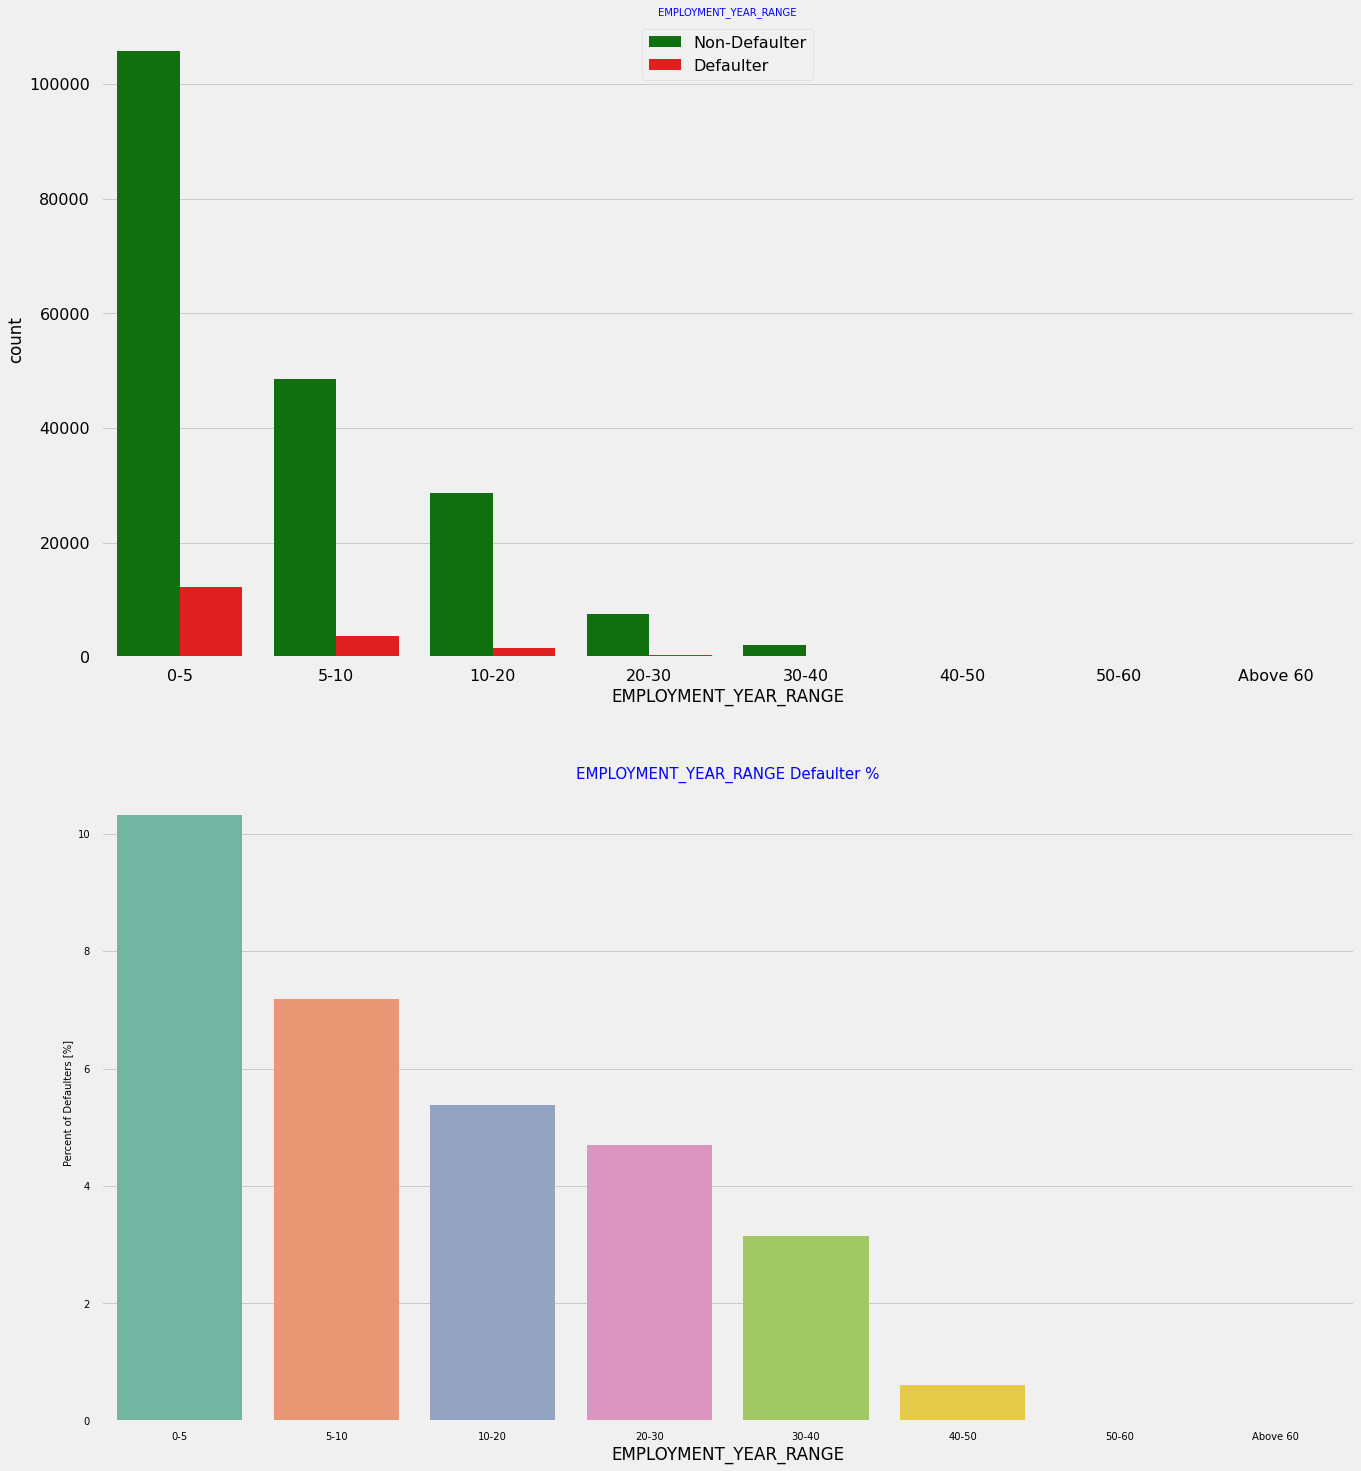 EMPLOYMENT_YEAR_RANGE
Non-Defaulter
Defaulter
100000
80000
60000
40000
20000
0
count
0-5 5-10 10-20 20-30 30-40 40-50 50-60 Above 60
EMPLOYMENT_YEAR_RANGE
EMPLOYMENT_YEAR_RANGE Defaulter %
10
8
6
4
2
0
Percent of Defaulters [%]
0-5 5-10 10-20 20-30 30-40 40-50 50-60 Above 60
EMPLOYMENT_YEAR_RANGE